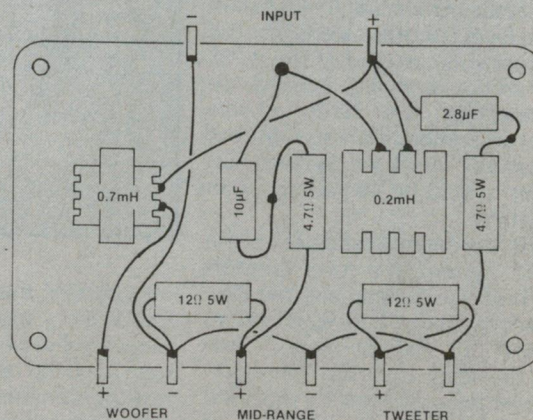 − INPUT +
2.8µF
0.7mH
10µF
4.7Ω 5W
0.2mH
4.7Ω 5W
12Ω 5W
12Ω 5W
+ − + − + −
WOOFER MID-RANGE TWEETER